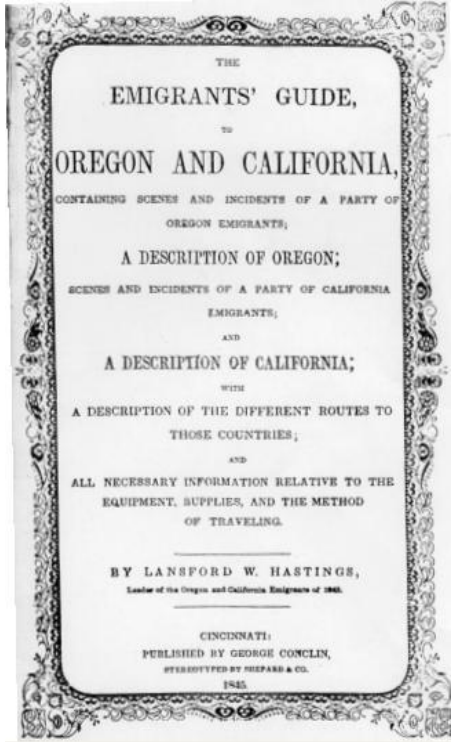 THE
EMIGRANTS' GUIDE,
TO
OREGON AND CALIFORNIA,
CONTAINING SCENES AND INCIDENTS OF A PARTY OF
OREGON EMIGRANTS;
A DESCRIPTION OF OREGON;
SCENES AND INCIDENTS OF A PARTY OF CALIFORNIA
EMIGRANTS;
AND
A DESCRIPTION OF CALIFORNIA;
WITH
A DESCRIPTION OF THE DIFFERENT ROUTES TO
THOSE COUNTRIES;
AND
ALL NECESSARY INFORMATION RELATIVE TO THE
EQUIPMENT, SUPPLIES, AND THE METHOD
OF TRAVELING.
BY LANSFORD W. HASTINGS,
Leader of the Oregon and California Emigrants of
CINCINNATI:
PUBLISHED BY GEORGE CONCLIN,
STEREOTYPED BY SHEPARD & CO.
1845.